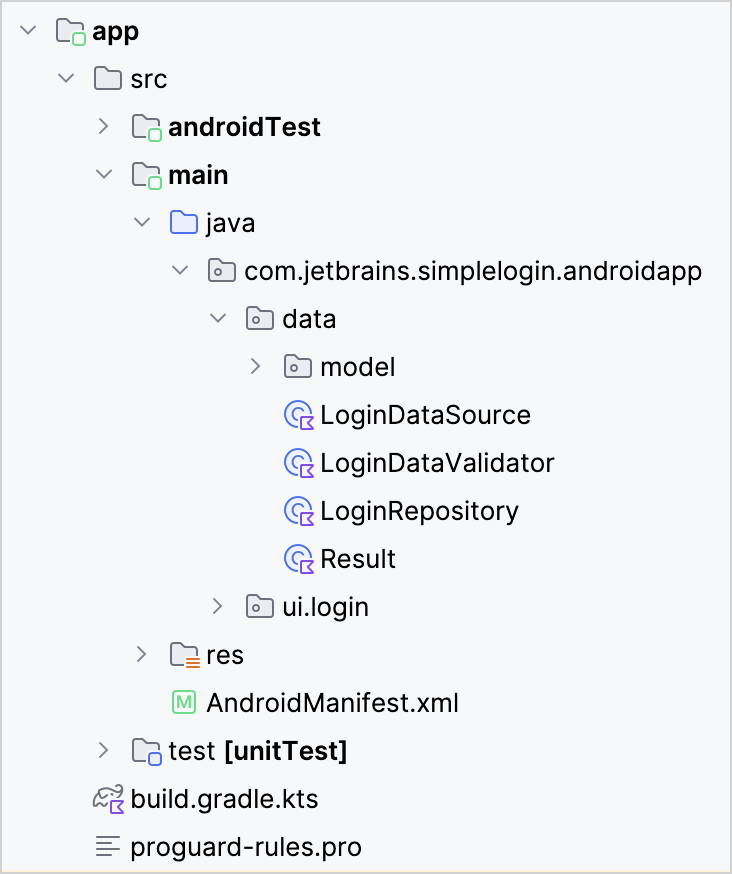 app
src
androidTest
main
java
com.jetbrains.simplelogin.androidapp
data
model
LoginDataSource
LoginDataValidator
LoginRepository
Result
ui.login
res
M AndroidManifest.xml
test [unitTest]
build.gradle.kts
proguard-rules.pro